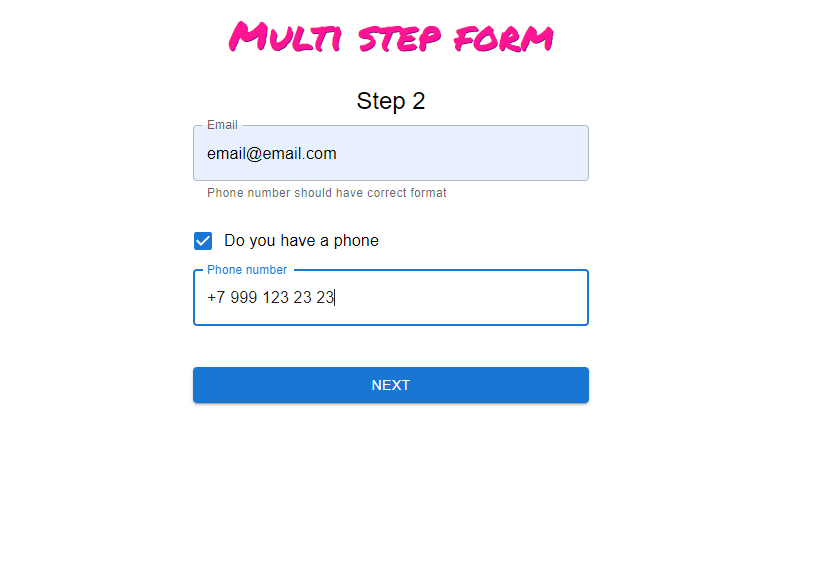 Multi step form
Step 2
Email
email@email.com
Phone number should have correct format
Do you have a phone
Phone number
+7 999 123 23 23
NEXT